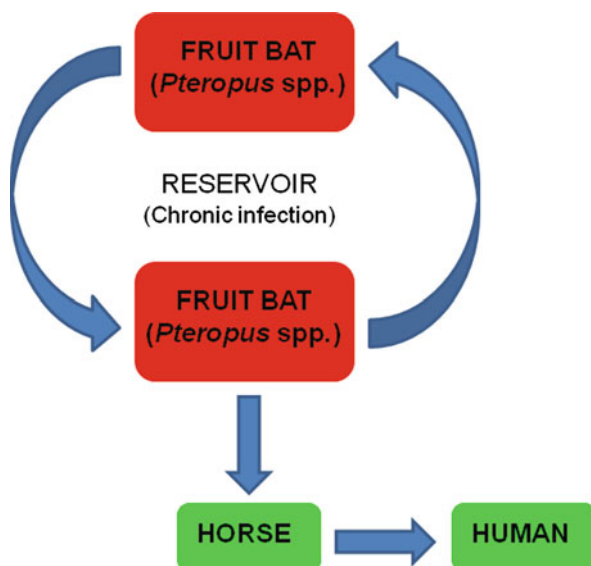 FRUIT BAT
(Pteropus spp.)
RESERVOIR
(Chronic infection)
FRUIT BAT
(Pteropus spp.)
HORSE
HUMAN